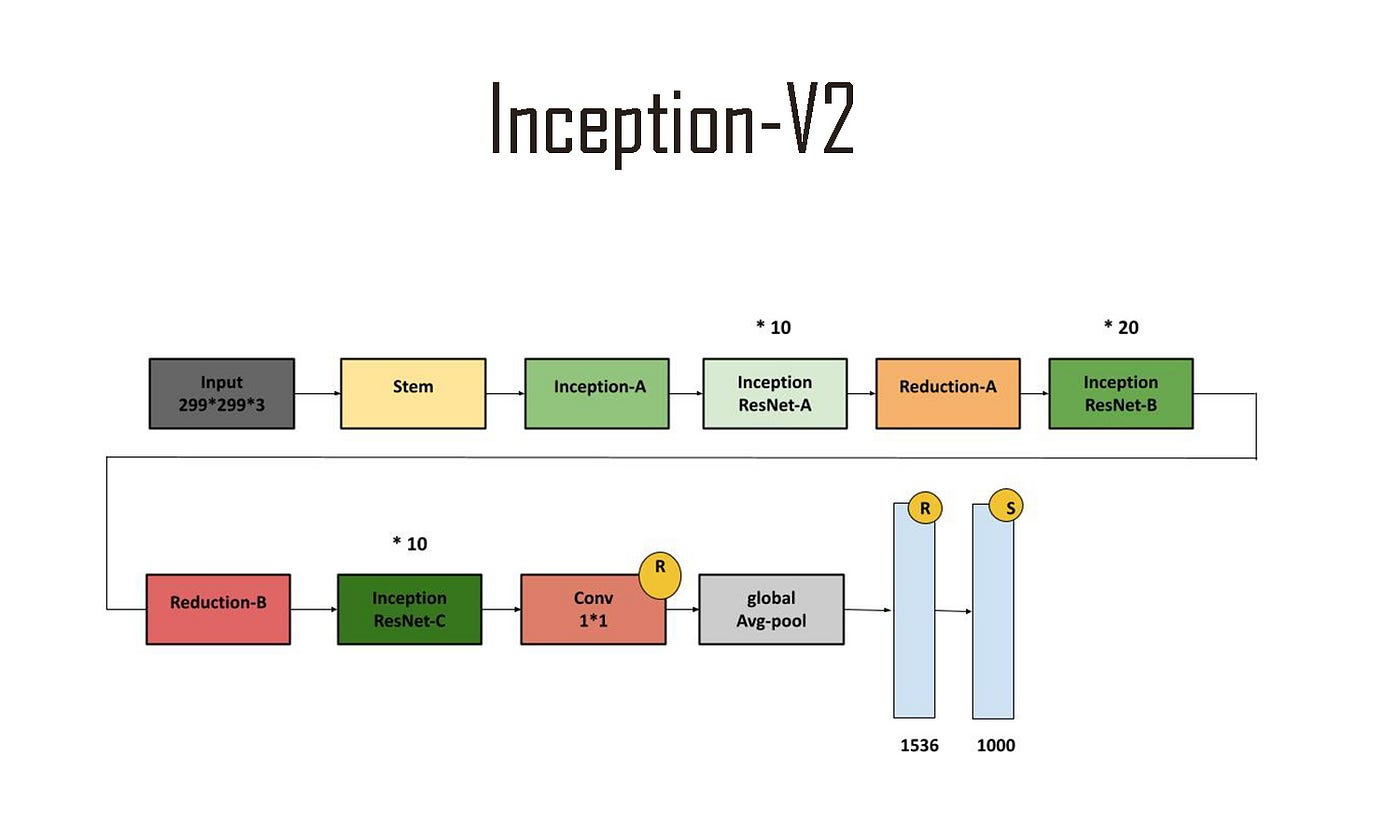 Inception-V2
* 10
* 20
Input
299*299*3
Stem
Inception-A
Inception
ResNet-A
Reduction-A
Inception
ResNet-B
* 10
Reduction-B
Inception
ResNet-C
Conv
1*1
R
global
Avg-pool
R
S
1536
1000